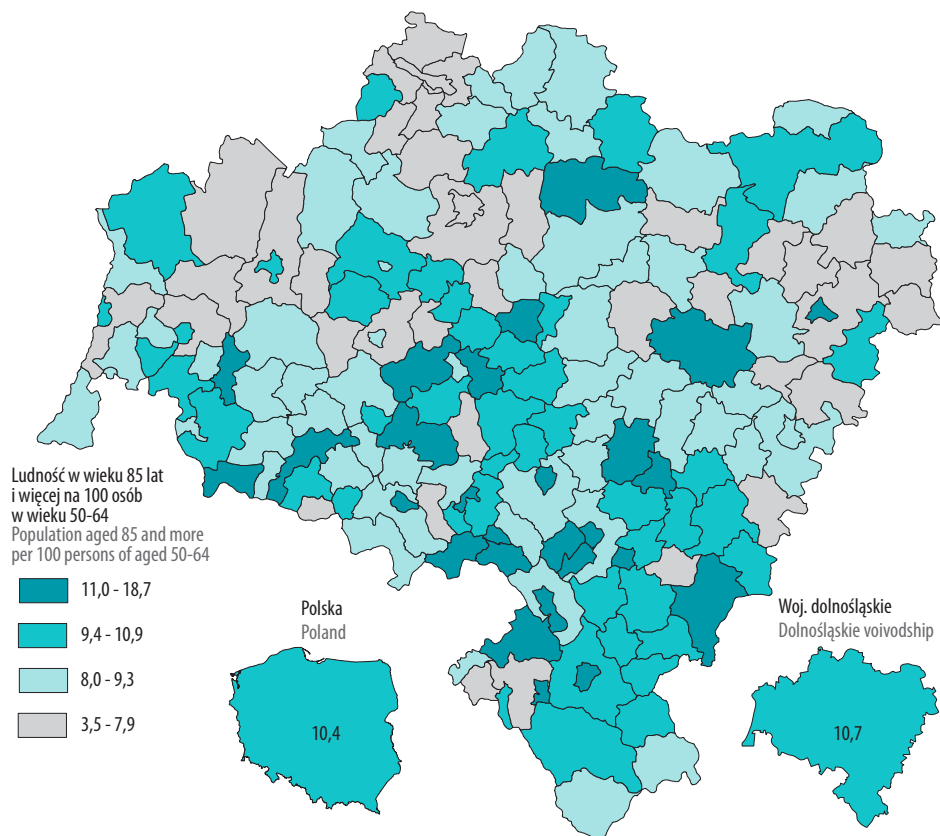 Ludność w wieku 85 lat
i więcej na 100 osób
w wieku 50-64
Population aged 85 and more
per 100 persons of aged 50-64
11,0 - 18,7
9,4 - 10,9
8,0 - 9,3
3,5 - 7,9
Polska
Poland
10,4
Woj. dolnośląskie
Dolnośląskie voivodship
10,7